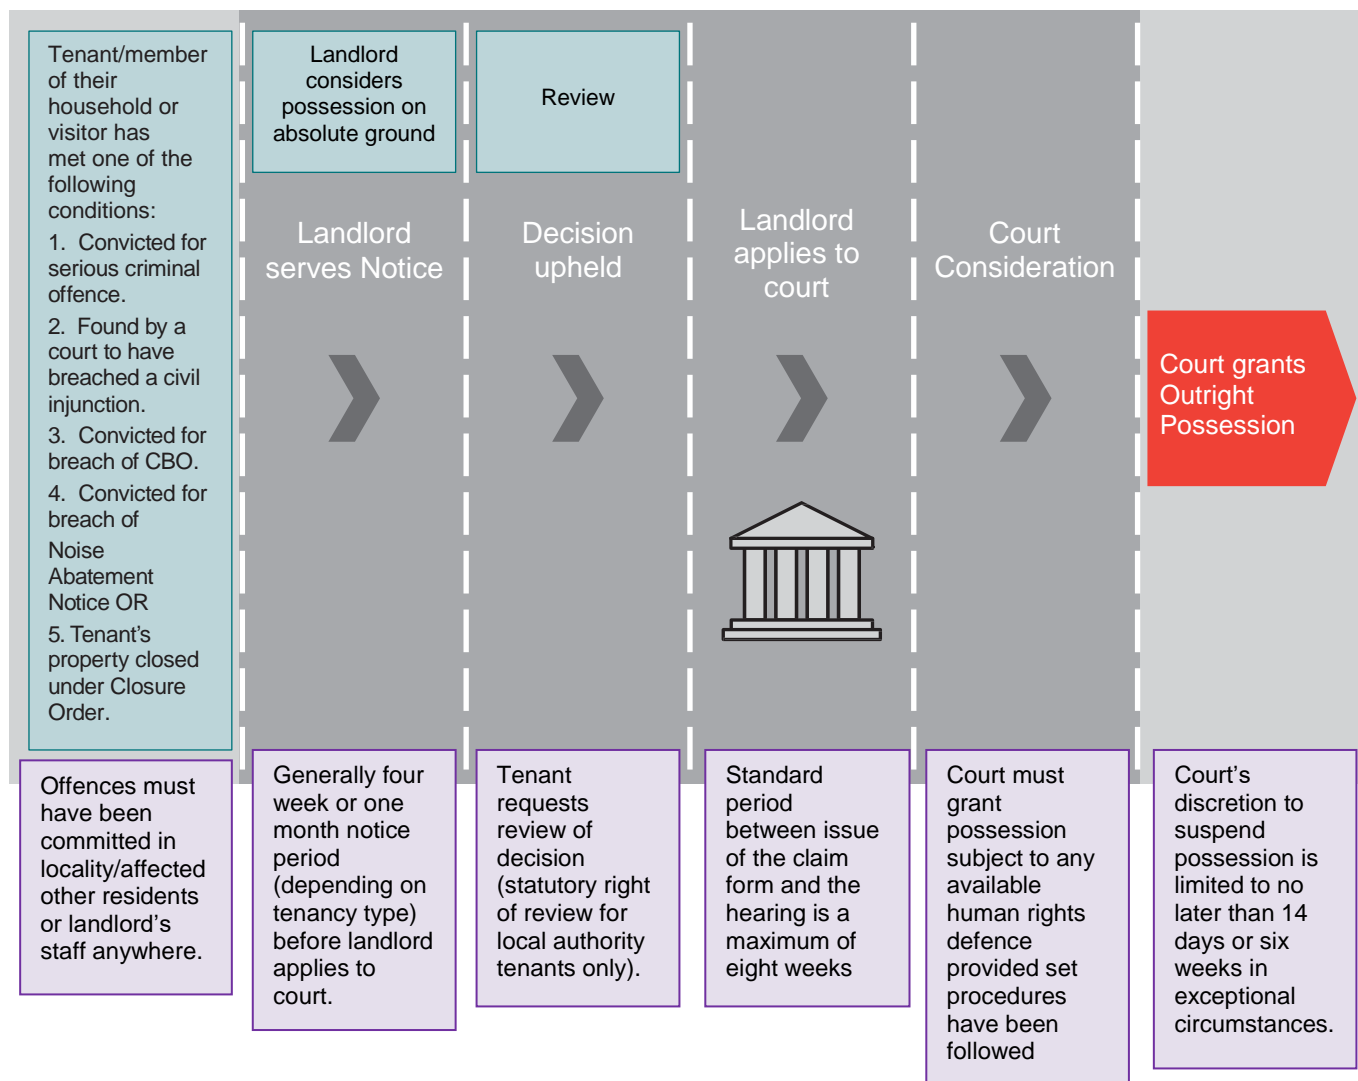 Tenant/member
of their
household or
visitor has
met one of the
following
conditions:
1. Convicted for
serious criminal
offence.
2. Found by a
court to have
breached a civil
injunction.
3. Convicted for
breach of CBO.
4. Convicted for
breach of
Noise
Abatement
Notice OR
5. Tenant’s
property closed
under Closure
Order.
Offences must
have been
committed in
locality/affected
other residents
or landlord’s
staff anywhere.
Landlord
considers
possession on
absolute ground
Landlord
serves Notice
Generally four
week or one
month notice
period
(depending on
tenancy type)
before landlord
applies to
court.
Review
Decision
upheld
Tenant
requests
review of
decision
(statutory right
of review for
local authority
tenants only).
Landlord
applies to
court
Standard
period
between issue
of the claim
form and the
hearing is a
maximum of
eight weeks
Court
Consideration
Court must
grant
possession
subject to any
available
human rights
defence
provided set
procedures
have been
followed
Court grants
Outright
Possession
Court’s
discretion to
suspend
possession is
limited to no
later than 14
days or six
weeks in
exceptional
circumstances.